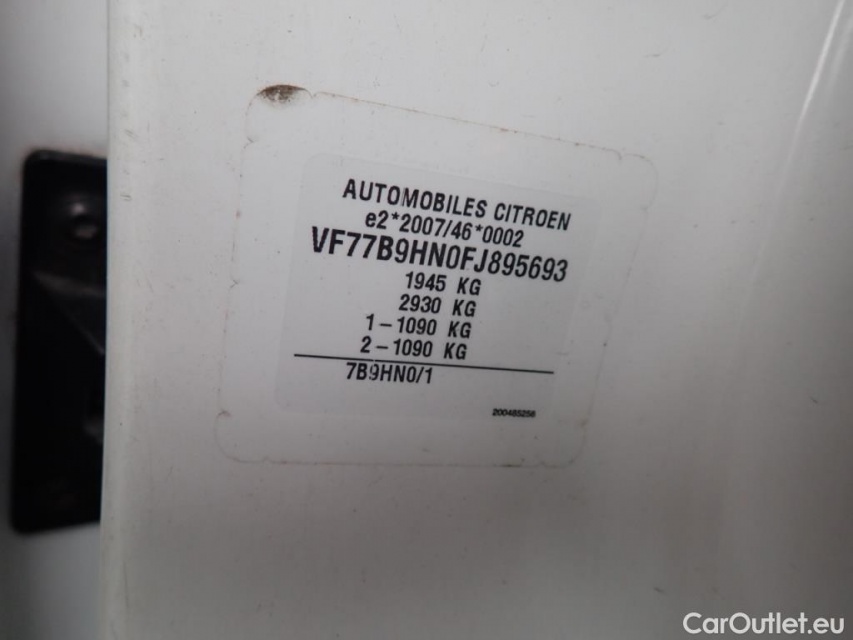 AUTOMOBILES CITROEN
e2*2007/46*0002
VF77B9HN0FJ895693
1945 KG
2930 KG
1-1090 KG
2-1090 KG
7B9HN0/1
200485258
CarOutlet.eu